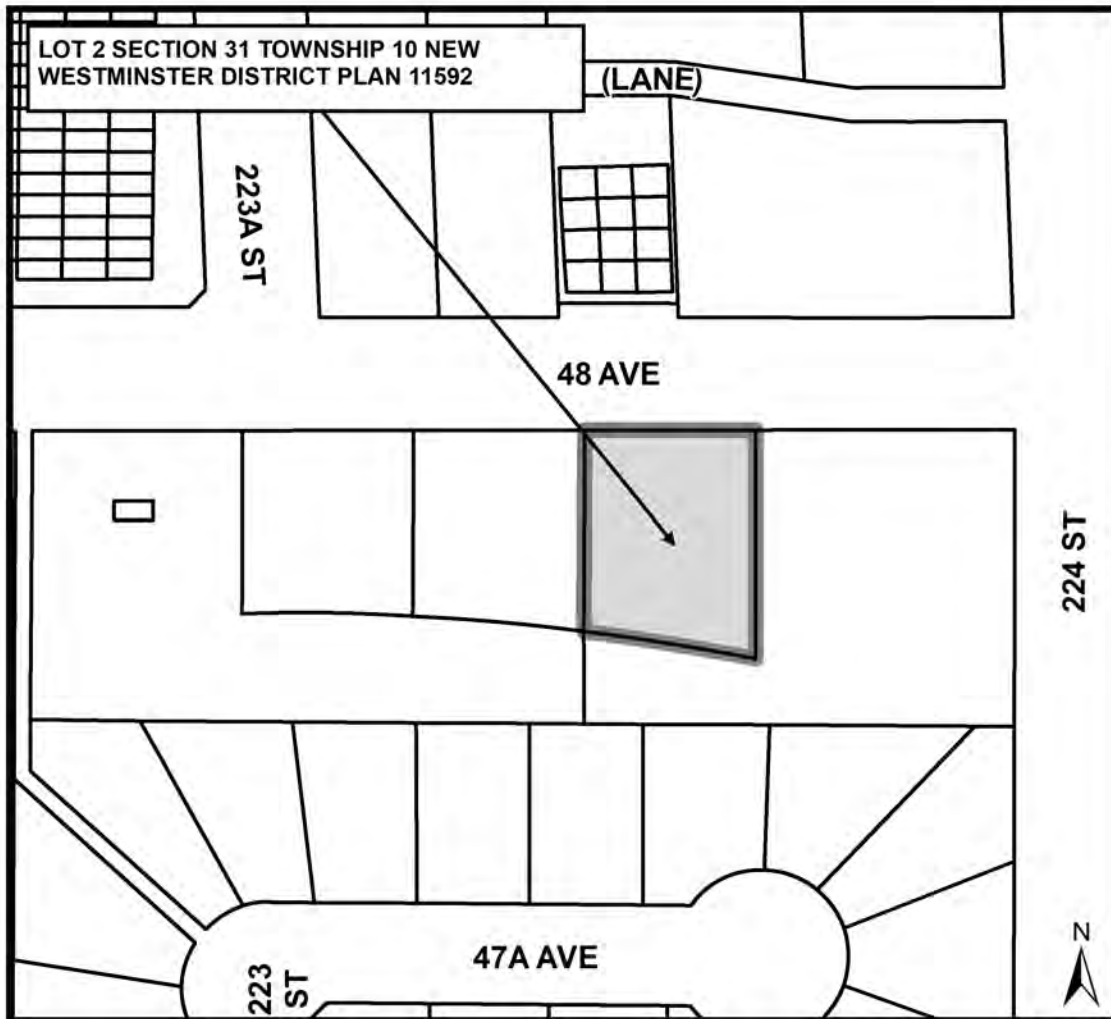 LOT 2 SECTION 31 TOWNSHIP 10 NEW
WESTMINSTER DISTRICT PLAN 11592
(LANE)
223A ST
48 AVE
224 ST
47A AVE
223
ST
N